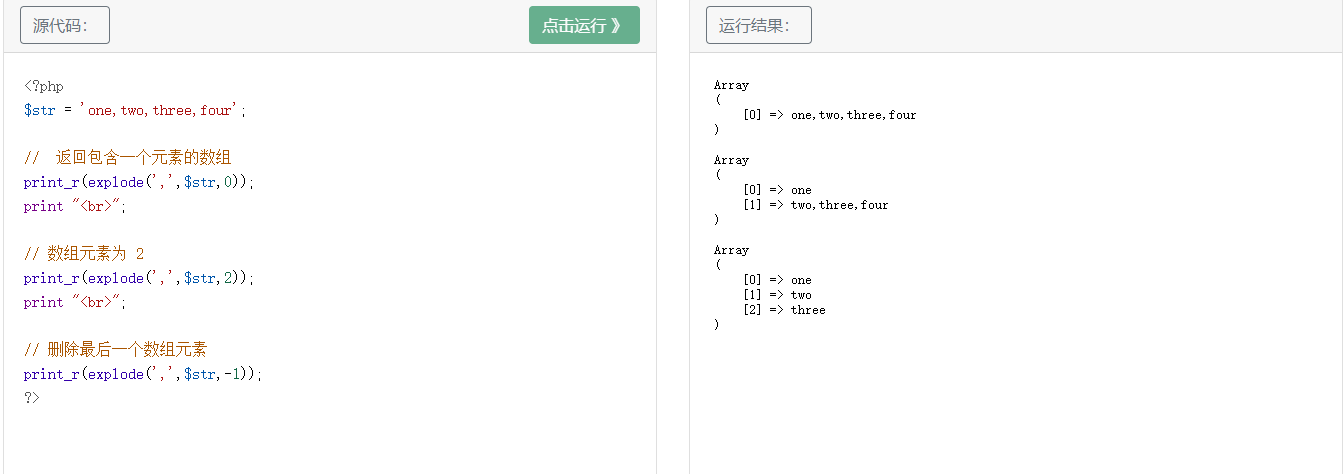 源代码：
点击运行 》
<?php
$str = 'one,two,three,four';
//  返回包含一个元素的数组
print_r(explode(',',$str,0));
print "<br>";
// 数组元素为 2
print_r(explode(',',$str,2));
print "<br>";
// 删除最后一个数组元素
print_r(explode(',',$str,-1));
?>
运行结果：
Array
(
    [0] => one,two,three,four
)
Array
(
    [0] => one
    [1] => two,three,four
)
Array
(
    [0] => one
    [1] => two
    [2] => three
)